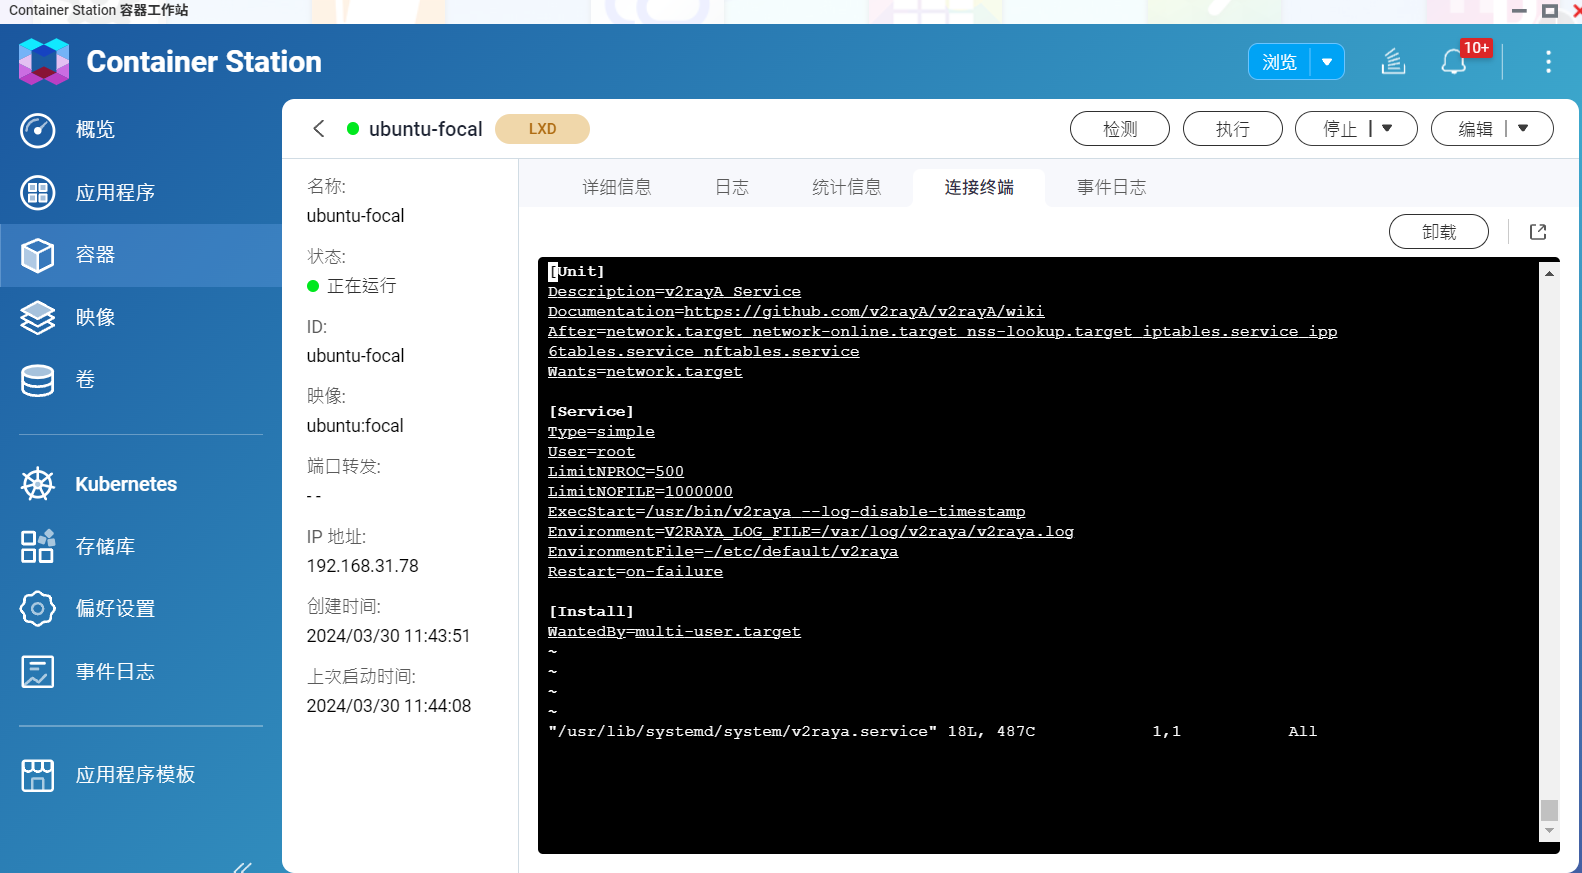 Container Station 容器工作站
Container Station
浏览
10+
概览
应用程序
容器
映像
卷
Kubernetes
存储库
偏好设置
事件日志
应用程序模板
ubuntu-focal
LXD
检测
执行
停止
编辑
名称:
ubuntu-focal
状态:
正在运行
ID:
ubuntu-focal
映像:
ubuntu:focal
端口转发:
- -
IP 地址:
192.168.31.78
创建时间:
2024/03/30 11:43:51
上次启动时间:
2024/03/30 11:44:08
详细信息
日志
统计信息
连接终端
事件日志
卸载
[Unit]
Description=v2rayA Service
Documentation=https://github.com/v2rayA/v2rayA/wiki
After=network.target network-online.target nss-lookup.target iptables.service ipp
6tables.service nftables.service
Wants=network.target
[Service]
Type=simple
User=root
LimitNPROC=500
LimitNOFILE=1000000
ExecStart=/usr/bin/v2raya --log-disable-timestamp
Environment=V2RAYA_LOG_FILE=/var/log/v2raya/v2raya.log
EnvironmentFile=-/etc/default/v2raya
Restart=on-failure
[Install]
WantedBy=multi-user.target
~
~
~
~
"/usr/lib/systemd/system/v2raya.service" 18L, 487C 1,1 All